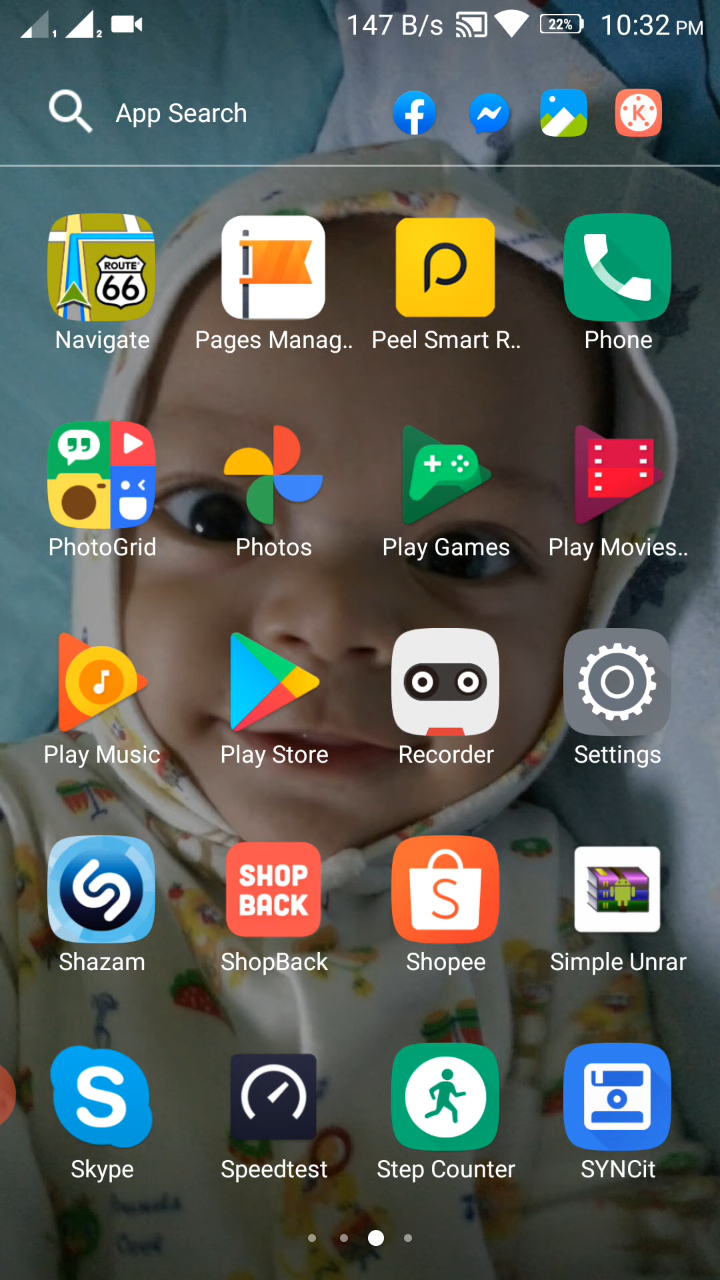 1 2 147 B/s 22% 10:32 PM
App Search
K
ROUTE
66
Navigate Pages Manag.. Peel Smart R.. Phone
PhotoGrid Photos Play Games Play Movies..
Play Music Play Store Recorder Settings
SHOP
BACK
S
Shazam ShopBack Shopee Simple Unrar
S
Skype Speedtest Step Counter SYNCit